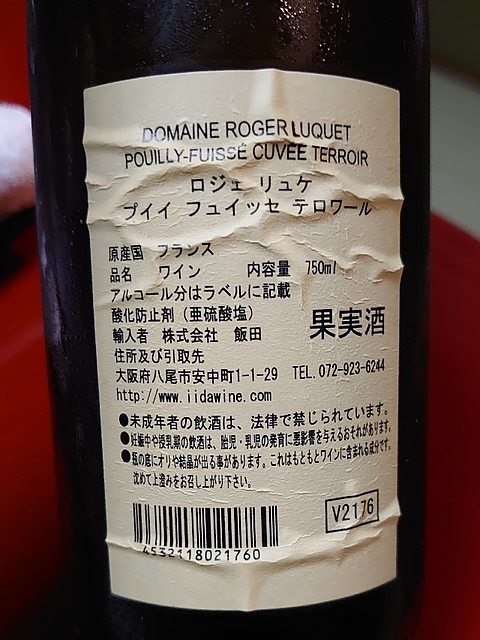 DOMAINE ROGER LUQUET
POUILLY-FUISSÉ CUVÉE TERROIR
ロジェ リュケ
プイイ フュイッセ テロワール
原産国 フランス
品名 ワイン 内容量 750ml
アルコール分はラベルに記載
酸化防止剤（亜硫酸塩）
果実酒
輸入者 株式会社 飯田
住所及び引取先
大阪府八尾市安中町1-1-29 TEL.072-923-6244
http://www.iidawine.com
●未成年者の飲酒は、法律で禁じられています。
●妊娠中や授乳期の飲酒は、胎児・乳児の発育に悪影響を与えるおそれがあります。
●瓶の底にオリや結晶が出る事があります。これはもともとワインに含まれる成分です。
沈めて上澄みをお召し上がり下さい。
V2176
4532118021760